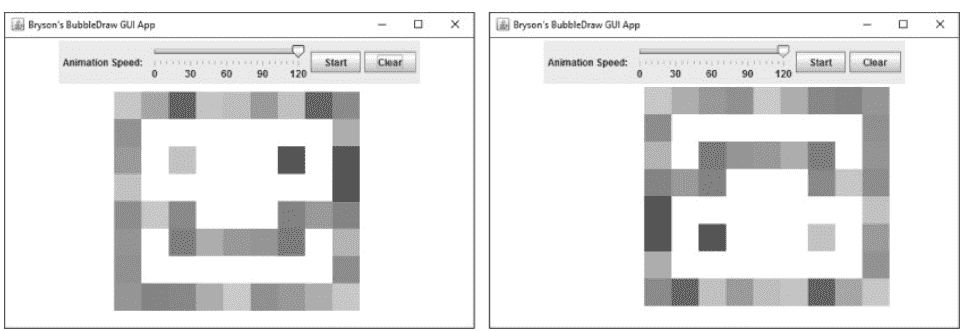 Bryson's BubbleDraw GUI App
Animation Speed:
0 30 60 90 120
Start
Clear
Bryson's BubbleDraw GUI App
Animation Speed:
0 30 60 90 120
Start
Clear